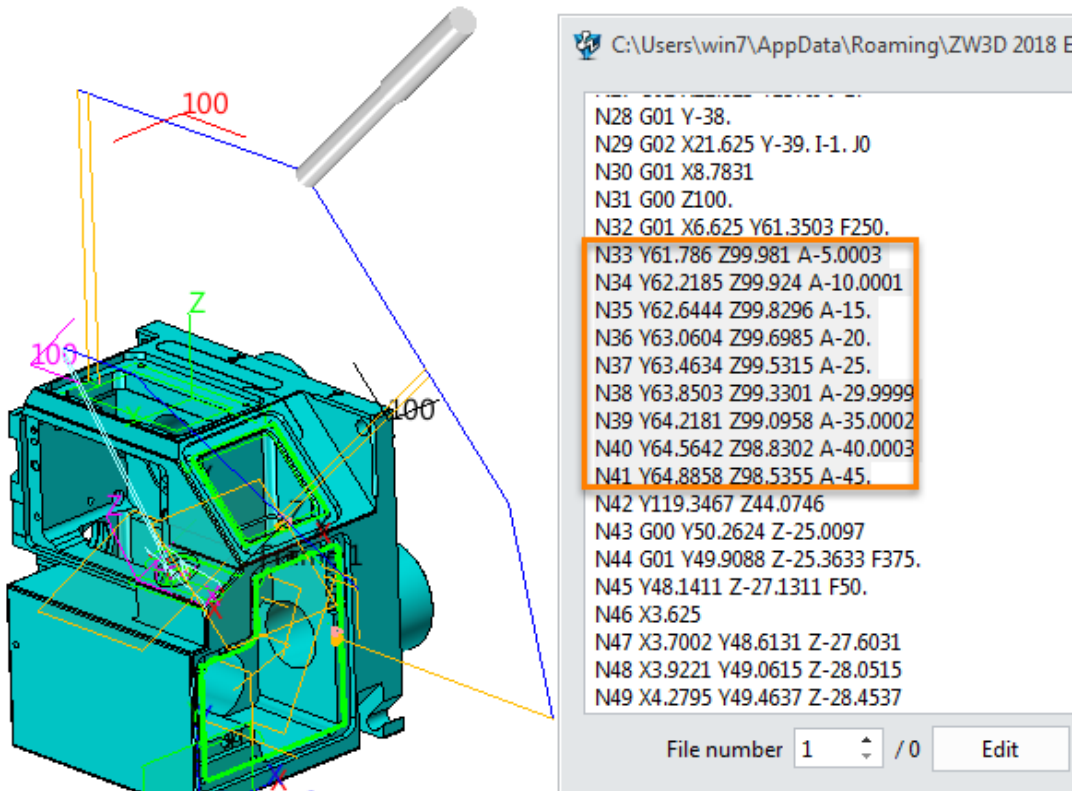 100
Z
100
100
X
C:\Users\win7\AppData\Roaming\ZW3D 2018 E
N28 G01 Y-38.
N29 G02 X21.625 Y-39. I-1. J0
N30 G01 X8.7831
N31 G00 Z100.
N32 G01 X6.625 Y61.3503 F250.
N33 Y61.786 Z99.981 A-5.0003
N34 Y62.2185 Z99.924 A-10.0001
N35 Y62.6444 Z99.8296 A-15.
N36 Y63.0604 Z99.6985 A-20.
N37 Y63.4634 Z99.5315 A-25.
N38 Y63.8503 Z99.3301 A-29.9999
N39 Y64.2181 Z99.0958 A-35.0002
N40 Y64.5642 Z98.8302 A-40.0003
N41 Y64.8858 Z98.5355 A-45.
N42 Y119.3467 Z44.0746
N43 G00 Y50.2624 Z-25.0097
N44 G01 Y49.9088 Z-25.3633 F375.
N45 Y48.1411 Z-27.1311 F50.
N46 X3.625
N47 X3.7002 Y48.6131 Z-27.6031
N48 X3.9221 Y49.0615 Z-28.0515
N49 X4.2795 Y49.4637 Z-28.4537
File number 1 / 0 Edit